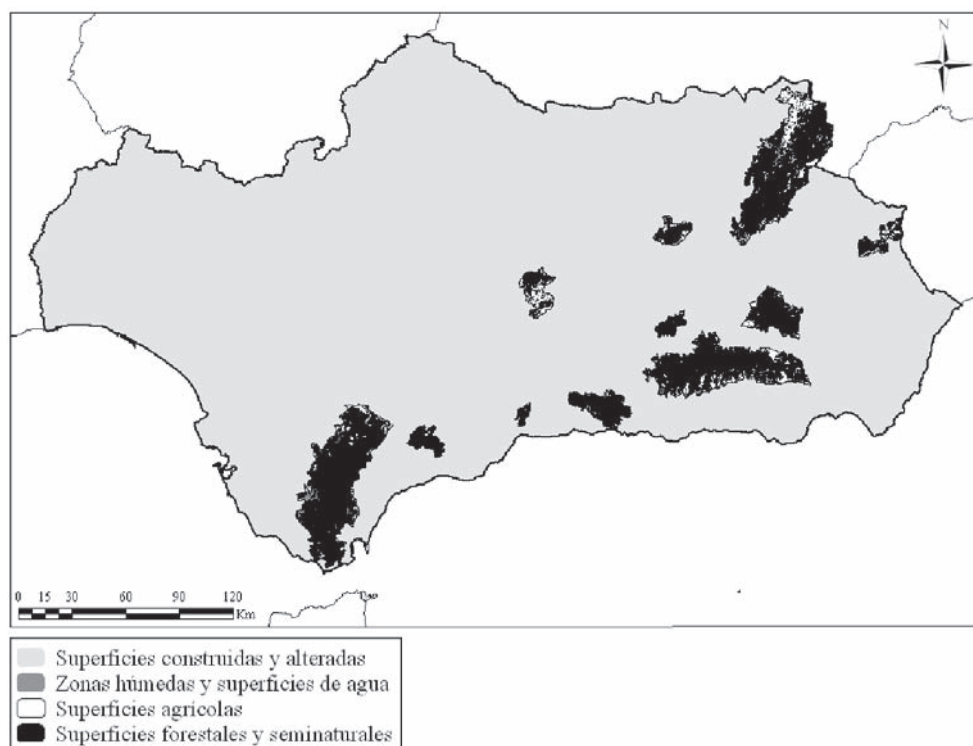 N
0 15 30 60 90 120
Km
Superficies construidas y alteradas
Zonas húmedas y superficies de agua
Superficies agrícolas
Superficies forestales y seminaturales